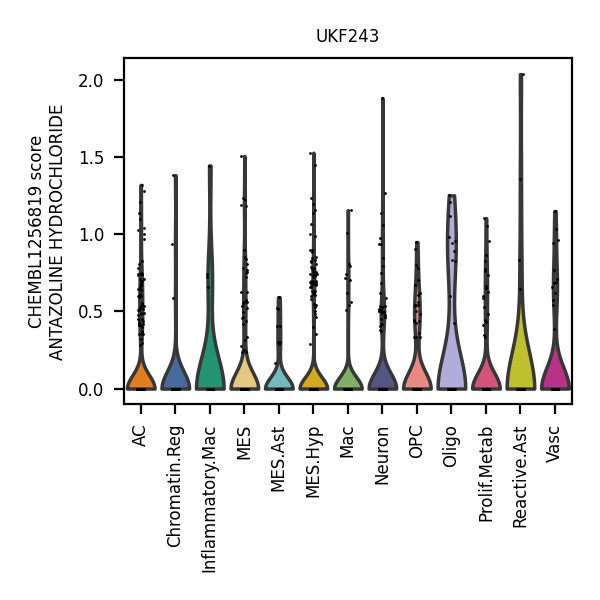 UKF243
CHEMBL1256819 score
ANTAZOLINE HYDROCHLORIDE
2.0
1.5
1.0
0.5
0.0
AC
Chromatin.Reg
Inflammatory.Mac
MES
MES.Ast
MES.Hyp
Mac
Neuron
OPC
Oligo
Prolif.Metab
Reactive.Ast
Vasc